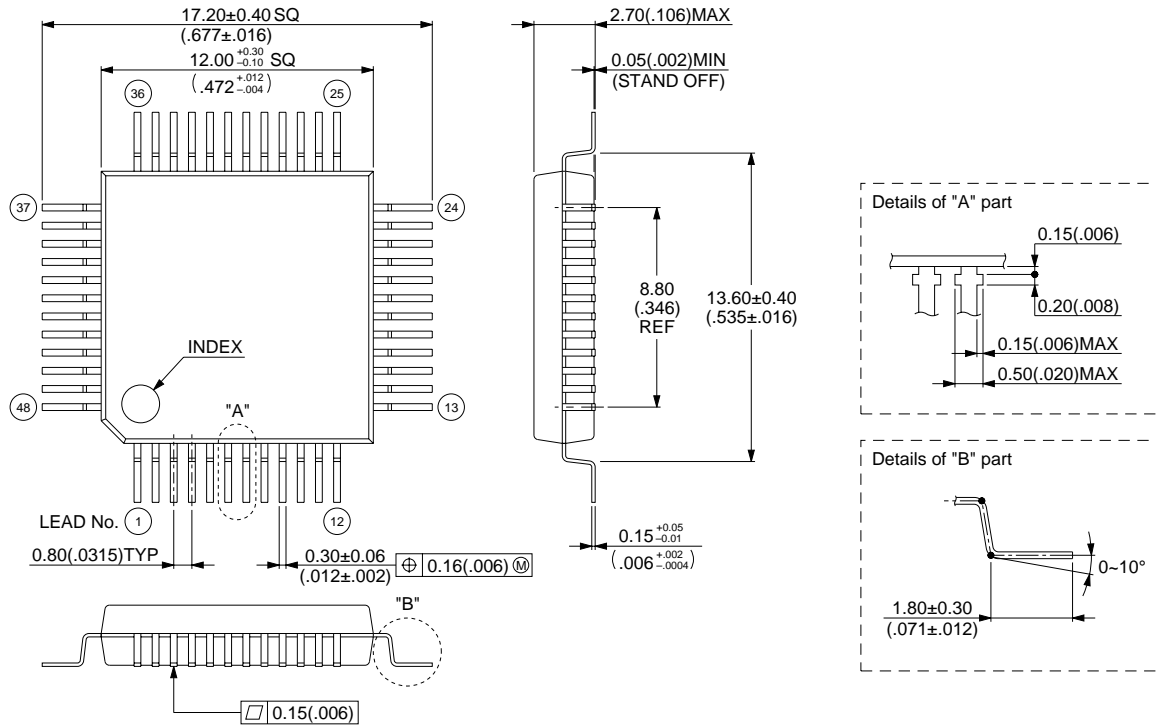 17.20±0.40 SQ
(.677±.016)
12.00 +0.30 −0.10 SQ
(.472 +.012 −.004)
36
25
37
24
INDEX
48
13
"A"
LEAD No. 1
12
0.80(.0315)TYP
0.30±0.06
(.012±.002)
⌖ 0.16(.006) Ⓜ
"B"
▱ 0.15(.006)
2.70(.106)MAX
0.05(.002)MIN
(STAND OFF)
8.80
(.346)
REF
13.60±0.40
(.535±.016)
0.15 +0.05 −0.01
(.006 +.002 −.0004)
Details of "A" part
0.15(.006)
0.20(.008)
0.15(.006)MAX
0.50(.020)MAX
Details of "B" part
0~10°
1.80±0.30
(.071±.012)